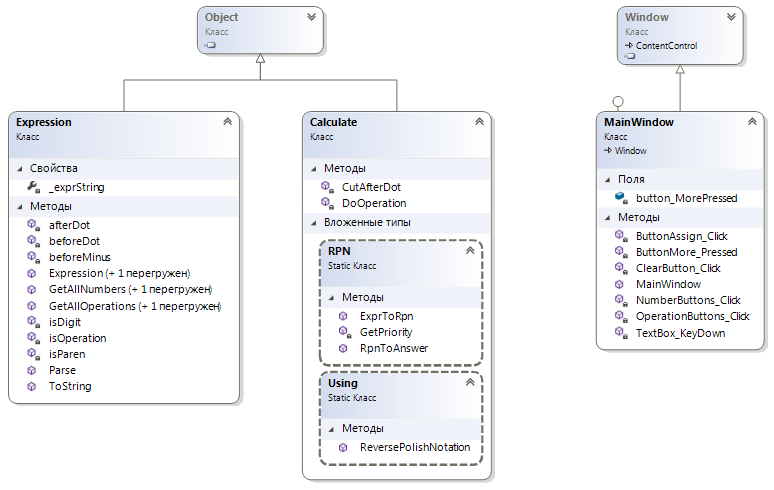 Object
Класс
Window
Класс
ContentControl
Expression
Класс
Свойства
_exprString
Методы
afterDot
beforeDot
beforeMinus
Expression (+ 1 перегружен)
GetAllNumbers (+ 1 перегружен)
GetAllOperations (+ 1 перегружен)
isDigit
isOperation
isParen
Parse
ToString
Calculate
Класс
Методы
CutAfterDot
DoOperation
Вложенные типы
RPN
Static Класс
Методы
ExprToRpn
GetPriority
RpnToAnswer
Using
Static Класс
Методы
ReversePolishNotation
MainWindow
Класс
Window
Поля
button_MorePressed
Методы
ButtonAssign_Click
ButtonMore_Pressed
ClearButton_Click
MainWindow
NumberButtons_Click
OperationButtons_Click
TextBox_KeyDown